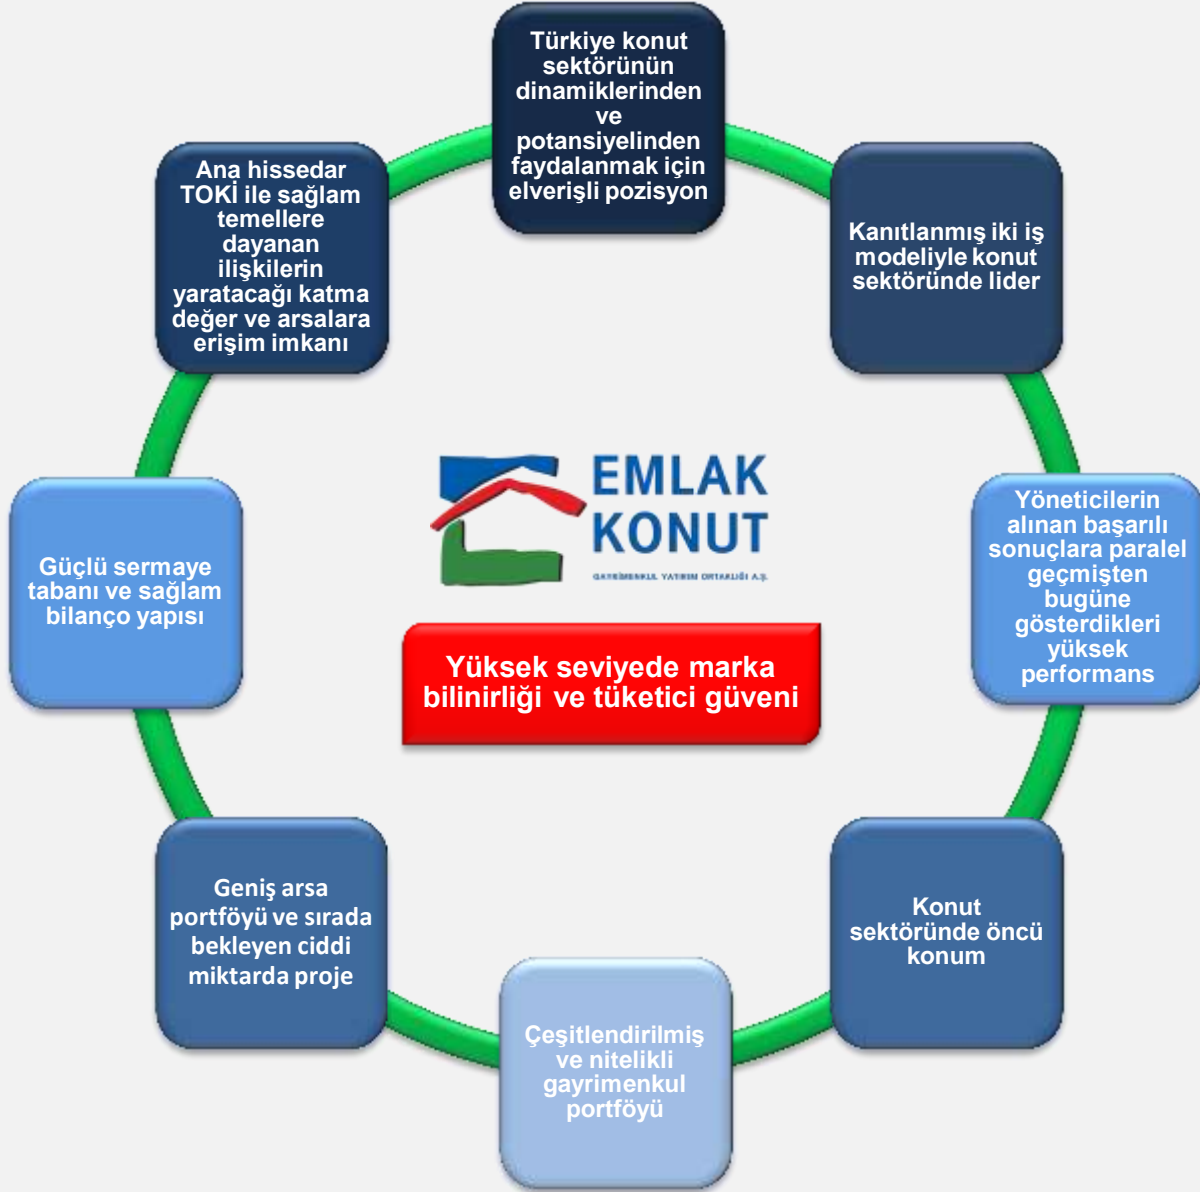 Türkiye konut
sektörünün
dinamiklerinden
ve
potansiyelinden
faydalanmak için
elverişli pozisyon
Kanıtlanmış iki iş
modeliyle konut
sektöründe lider
Yöneticilerin
alınan başarılı
sonuçlara paralel
geçmişten
bugüne
gösterdikleri
yüksek
performans
Konut
sektöründe öncü
konum
Çeşitlendirilmiş
ve nitelikli
gayrimenkul
portföyü
Geniş arsa
portföyü ve sırada
bekleyen ciddi
miktarda proje
Güçlü sermaye
tabanı ve sağlam
bilanço yapısı
Ana hissedar
TOKİ ile sağlam
temellere
dayanan
ilişkilerin
yaratacağı katma
değer ve arsalara
erişim imkanı
EMLAK
KONUT
GAYRİMENKUL YATIRIM ORTAKLIĞI A.Ş.
Yüksek seviyede marka
bilinirliği ve tüketici güveni